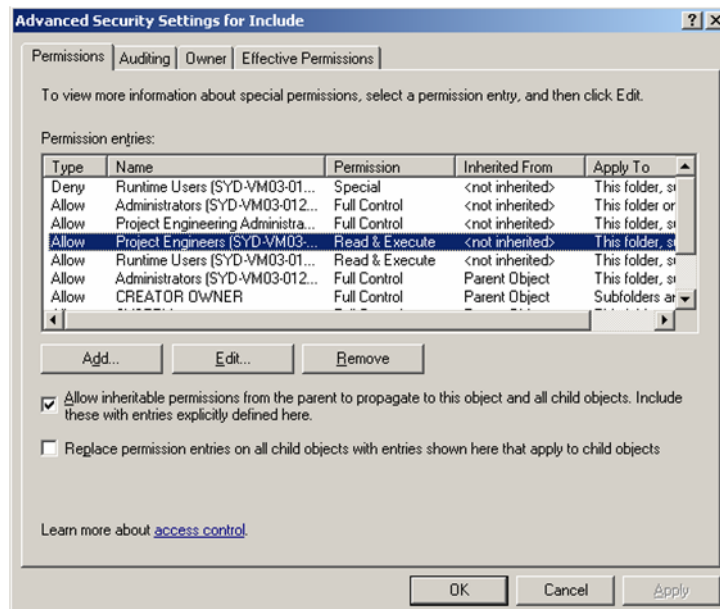 Advanced Security Settings for Include
Permissions Auditing Owner Effective Permissions
To view more information about special permissions, select a permission entry, and then click Edit.
Permission entries:
Type Name Permission Inherited From Apply To
Deny Runtime Users (SYD-VM03-01... Special <not inherited> This folder, su
Allow Administrators (SYD-VM03-012... Full Control <not inherited> This folder or
Allow Project Engineering Administra... Full Control <not inherited> This folder, su
Allow Project Engineers (SYD-VM03-... Read & Execute <not inherited> This folder, su
Allow Runtime Users (SYD-VM03-01... Read & Execute <not inherited> This folder, su
Allow Administrators (SYD-VM03-012... Full Control Parent Object This folder, su
Allow CREATOR OWNER Full Control Parent Object Subfolders ar
Add... Edit... Remove
Allow inheritable permissions from the parent to propagate to this object and all child objects. Include
these with entries explicitly defined here.
Replace permission entries on all child objects with entries shown here that apply to child objects
Learn more about access control.
OK Cancel Apply